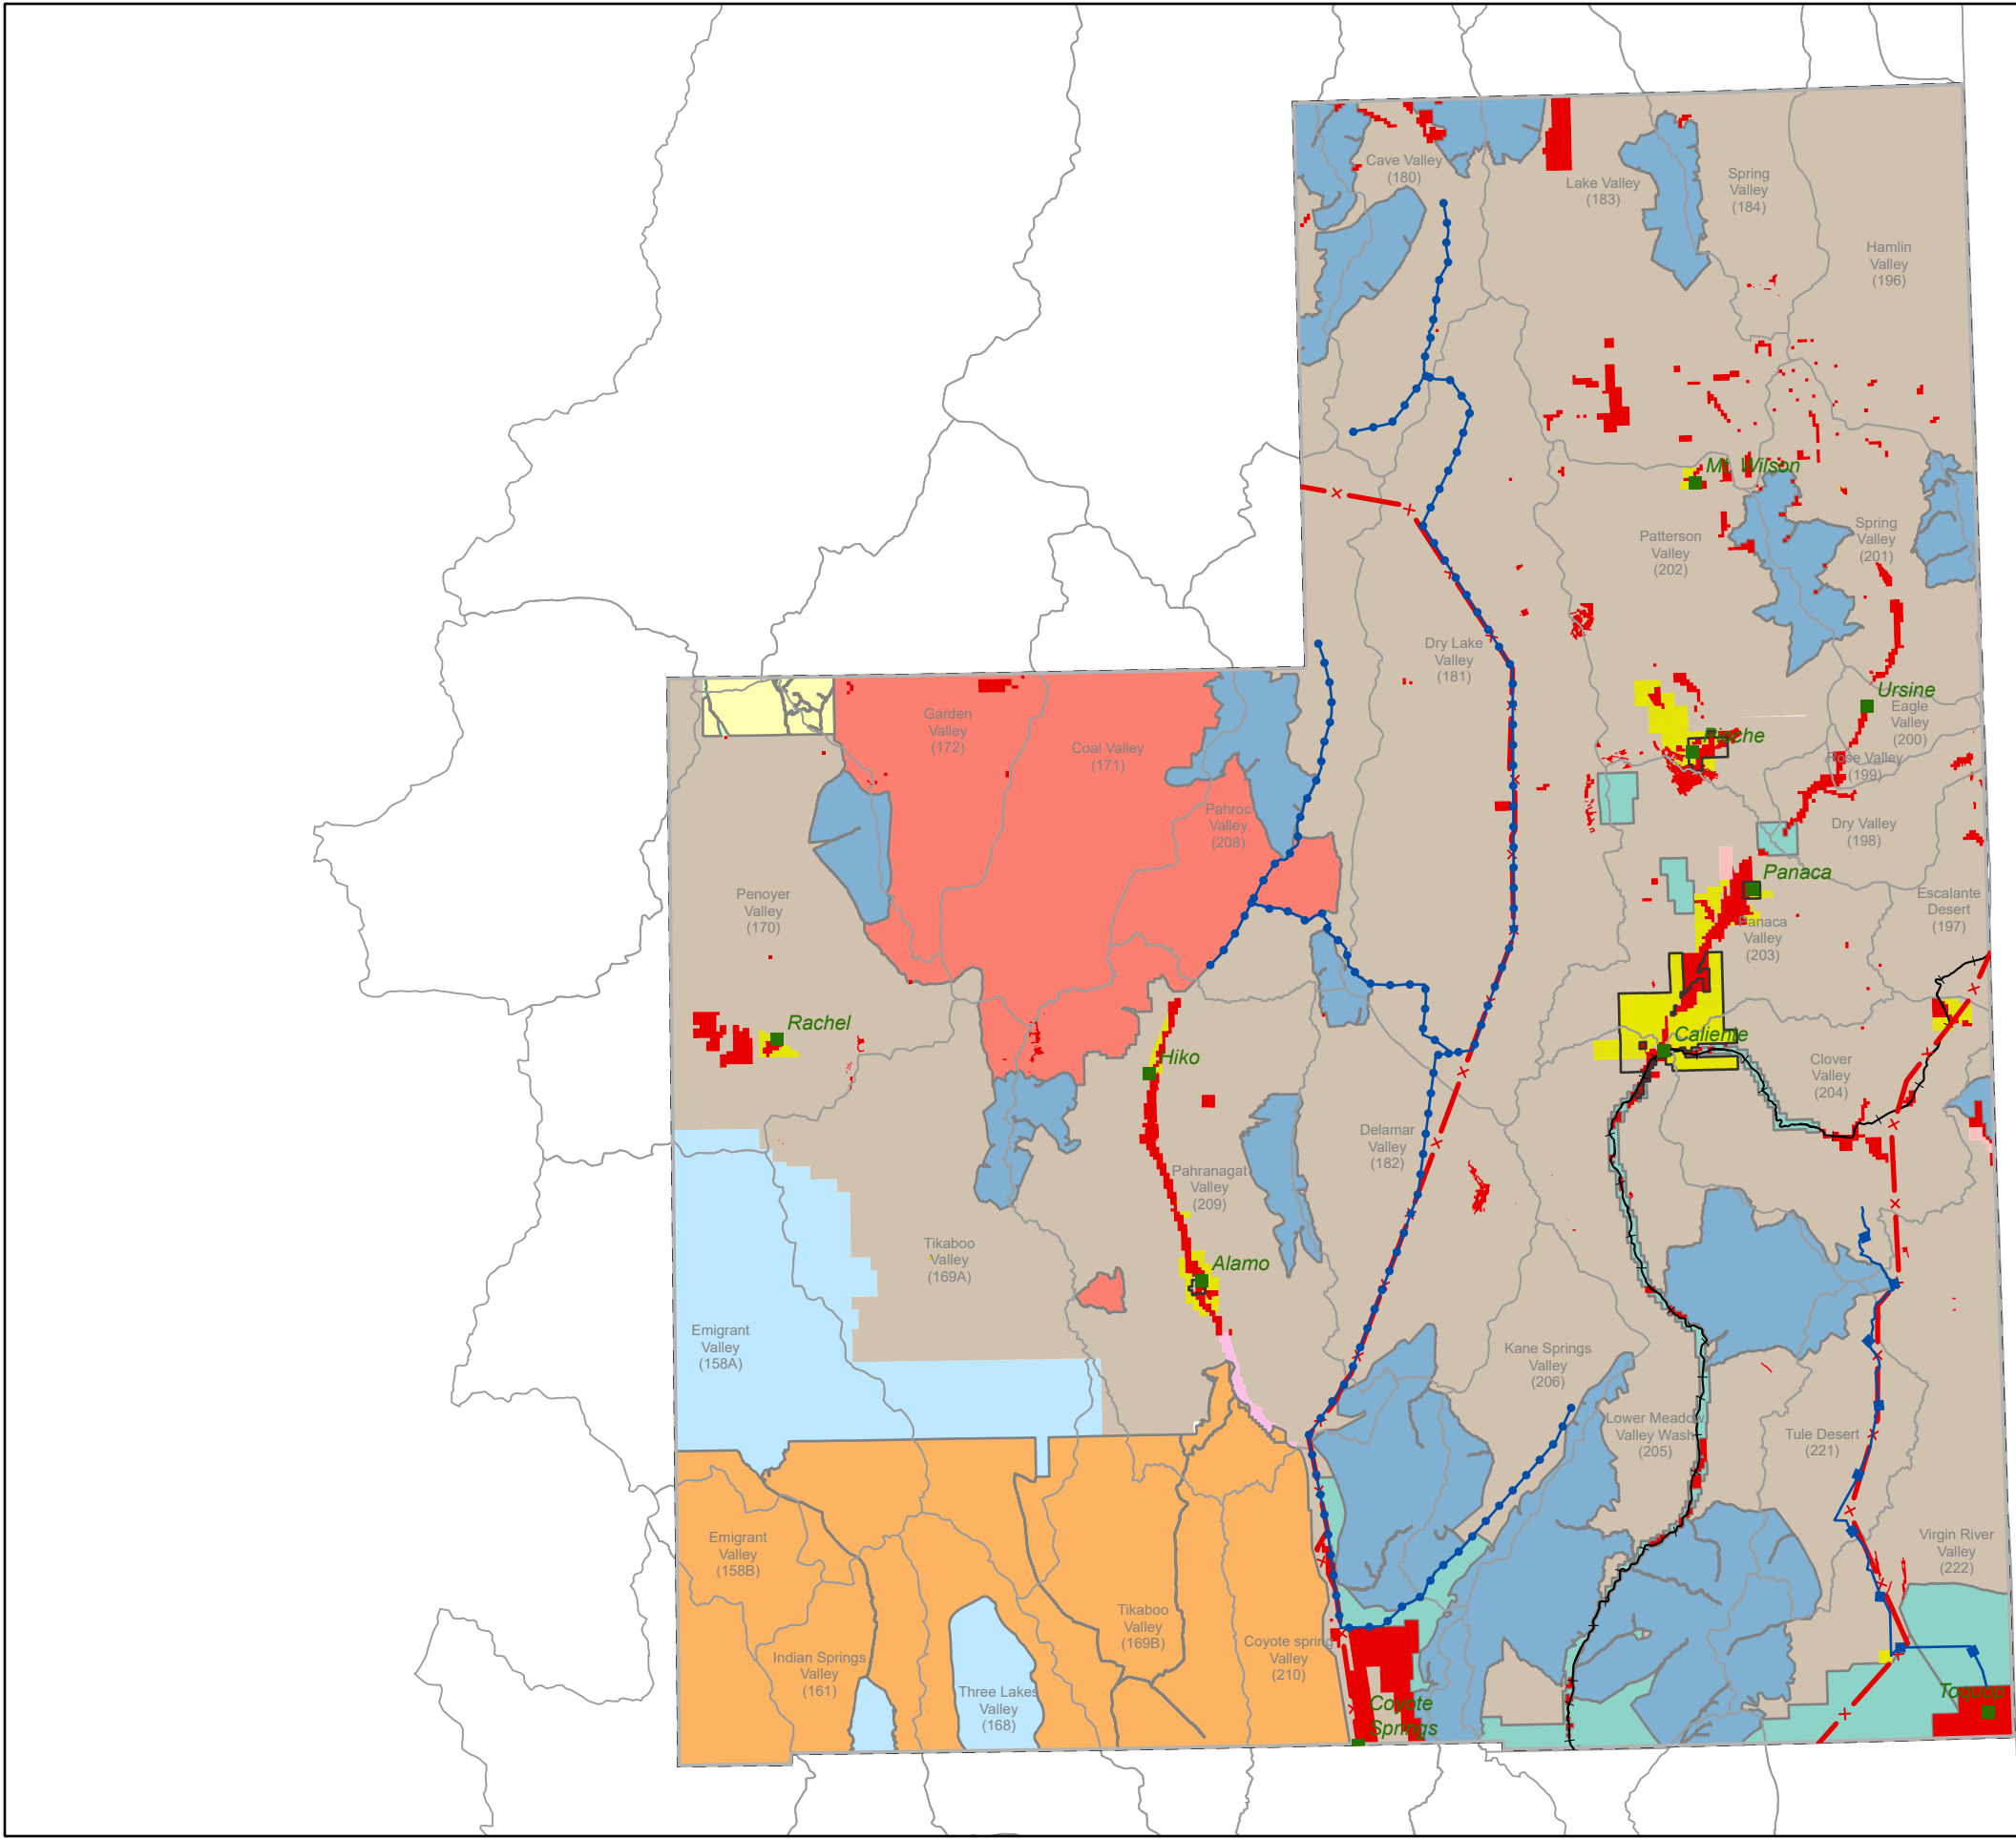 Cave Valley
(180)
Lake Valley
(183)
Spring
Valley
(184)
Hamlin
Valley
(196)
Mt. Wilson
Patterson
Valley
(202)
Spring
Valley
(201)
Dry Lake
Valley
(181)
Ursine
Eagle
Valley
(200)
Garden
Valley
(172)
Coal Valley
(171)
Pioche
Rose Valley
(199)
Pahroc
Valley
(208)
Dry Valley
(198)
Panaca
Penoyer
Valley
(170)
Escalante
Desert
(197)
Panaca
Valley
(203)
Rachel
Hiko
Caliente
Clover
Valley
(204)
Delamar
Valley
(182)
Pahranagat
Valley
(209)
Tikaboo
Valley
(169A)
Alamo
Emigrant
Valley
(158A)
Kane Springs
Valley
(206)
Lower Meadow
Valley Wash
(205)
Tule Desert
(221)
Emigrant
Valley
(158B)
Virgin River
Valley
(222)
Tikaboo
Valley
(169B)
Coyote spring
Valley
(210)
Indian Springs
Valley
(161)
Three Lakes
Valley
(168)
Coyote
Springs
Toquop